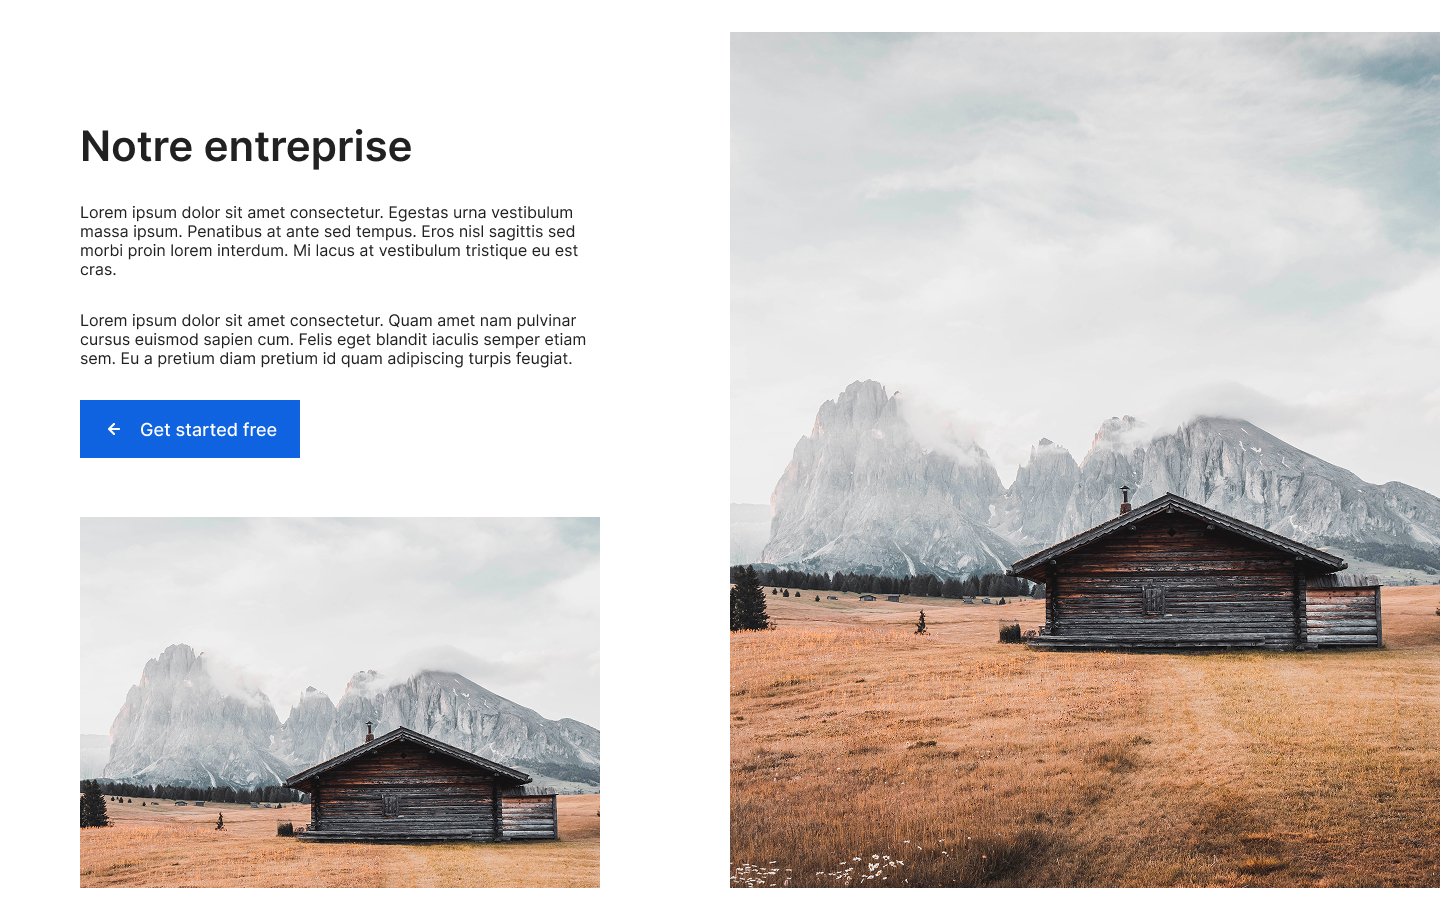 Notre entreprise
Lorem ipsum dolor sit amet consectetur. Egestas urna vestibulum
massa ipsum. Penatibus at ante sed tempus. Eros nisl sagittis sed
morbi proin lorem interdum. Mi lacus at vestibulum tristique eu est
cras.
Lorem ipsum dolor sit amet consectetur. Quam amet nam pulvinar
cursus euismod sapien cum. Felis eget blandit iaculis semper etiam
sem. Eu a pretium diam pretium id quam adipiscing turpis feugiat.
Get started free